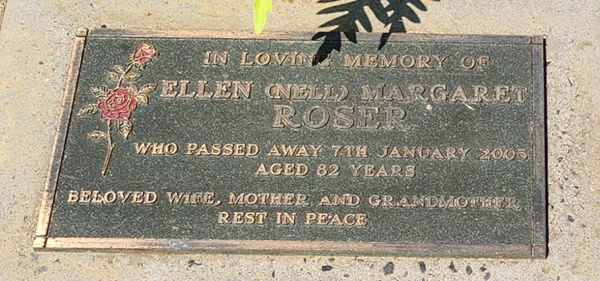 IN LOVING MEMORY OF
ELLEN (NELL) MARGARET
ROSER
WHO PASSED AWAY 7TH JANUARY 2005
AGED 82 YEARS
BELOVED WIFE, MOTHER AND GRANDMOTHER
REST IN PEACE